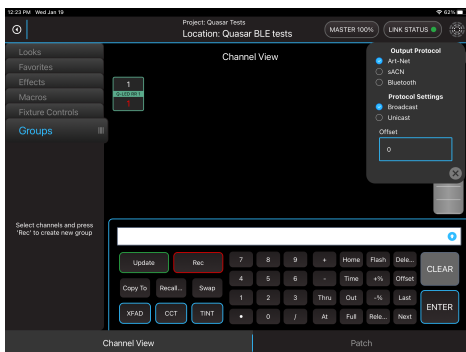 12:23 PM Wed Jan 19
62%
Project: Quasar Tests
Location: Quasar BLE tests
MASTER 100%
LINK STATUS
Looks
Favorites
Effects
Macros
Fixture Controls
Groups
Select channels and press
'Rec' to create new group
Channel View
1
Q-LED RR 1
1
Output Protocol
Art-Net
sACN
Bluetooth
Protocol Settings
Broadcast
Unicast
Offset
0
Update Rec 7 8 9 + Home Flash Dele... CLEAR
Copy To Recall... Swap 4 5 6 - Time +% Offset
1 2 3 Thru Out -% Last ENTER
XFAD CCT TINT • 0 / At Full Rele... Next
Channel View Patch